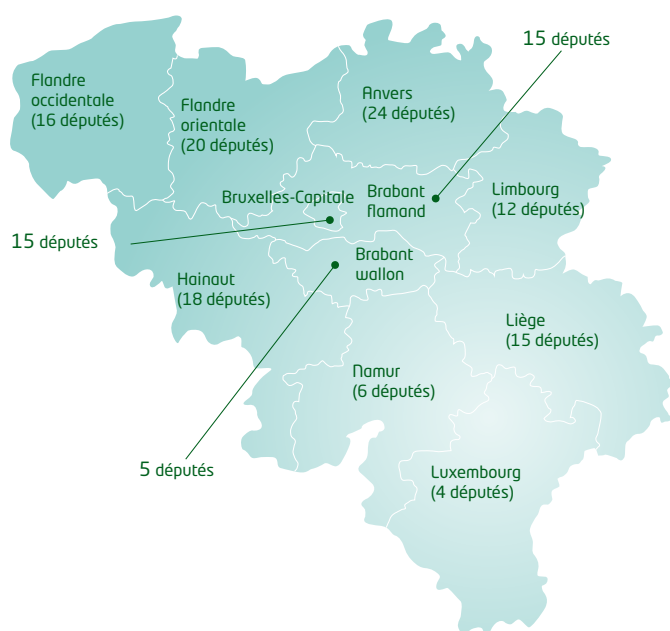 15 députés
Flandre
occidentale
(16 députés)
Flandre
orientale
(20 députés)
Anvers
(24 députés)
Bruxelles-Capitale
Brabant
flamand
Limbourg
(12 députés)
15 députés
Brabant
wallon
Hainaut
(18 députés)
Liège
(15 députés)
Namur
(6 députés)
5 députés
Luxembourg
(4 députés)